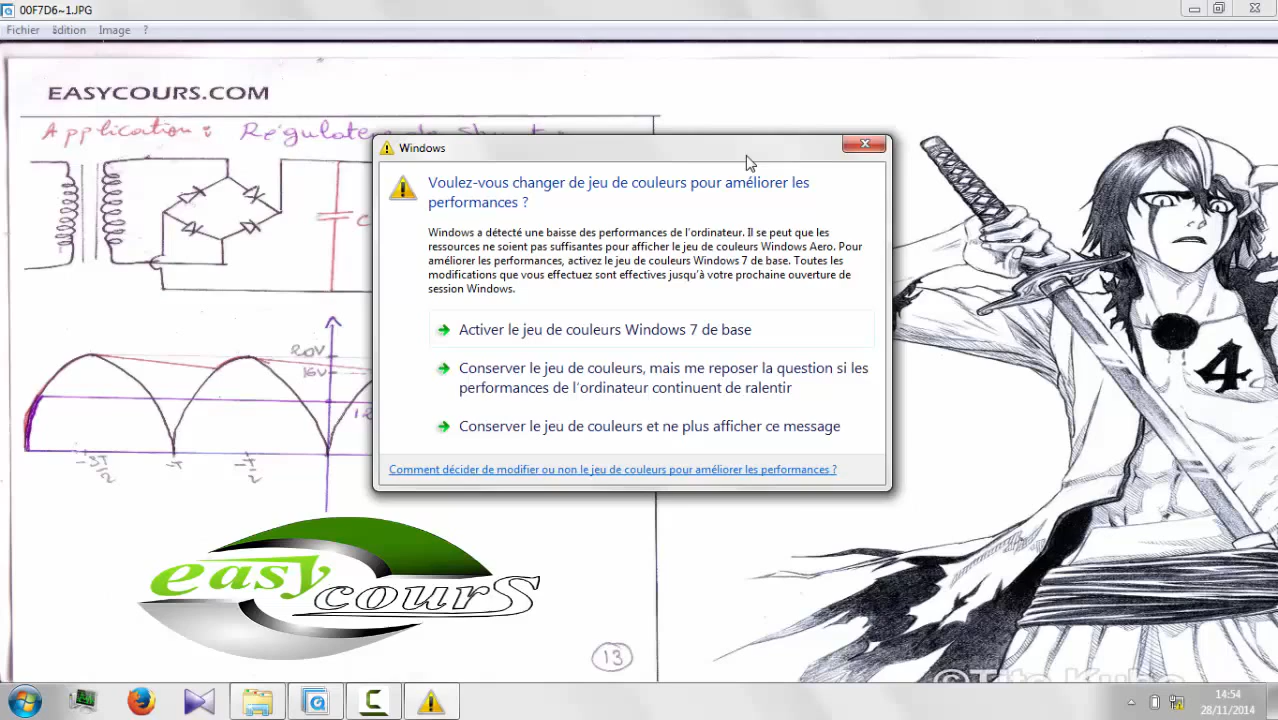 00F7D6~1.JPG
Fichier Édition Image ?
EASYCOURS.COM
Application : Régulateur de Shunt
Windows
Voulez-vous changer de jeu de couleurs pour améliorer les
performances ?
Windows a détecté une baisse des performances de l'ordinateur. Il se peut que les
ressources ne soient pas suffisantes pour afficher le jeu de couleurs Windows Aero. Pour
améliorer les performances, activez le jeu de couleurs Windows 7 de base. Toutes les
modifications que vous effectuez sont effectives jusqu'à votre prochaine ouverture de
session Windows.
Activer le jeu de couleurs Windows 7 de base
Conserver le jeu de couleurs, mais me reposer la question si les
performances de l'ordinateur continuent de ralentir
Conserver le jeu de couleurs et ne plus afficher ce message
Comment décider de modifier ou non le jeu de couleurs pour améliorer les performances ?
C
20V
16V
-3π/2 -π -π/2
4
easy
courS
13
©Tite Kubo
14:54
28/11/2014